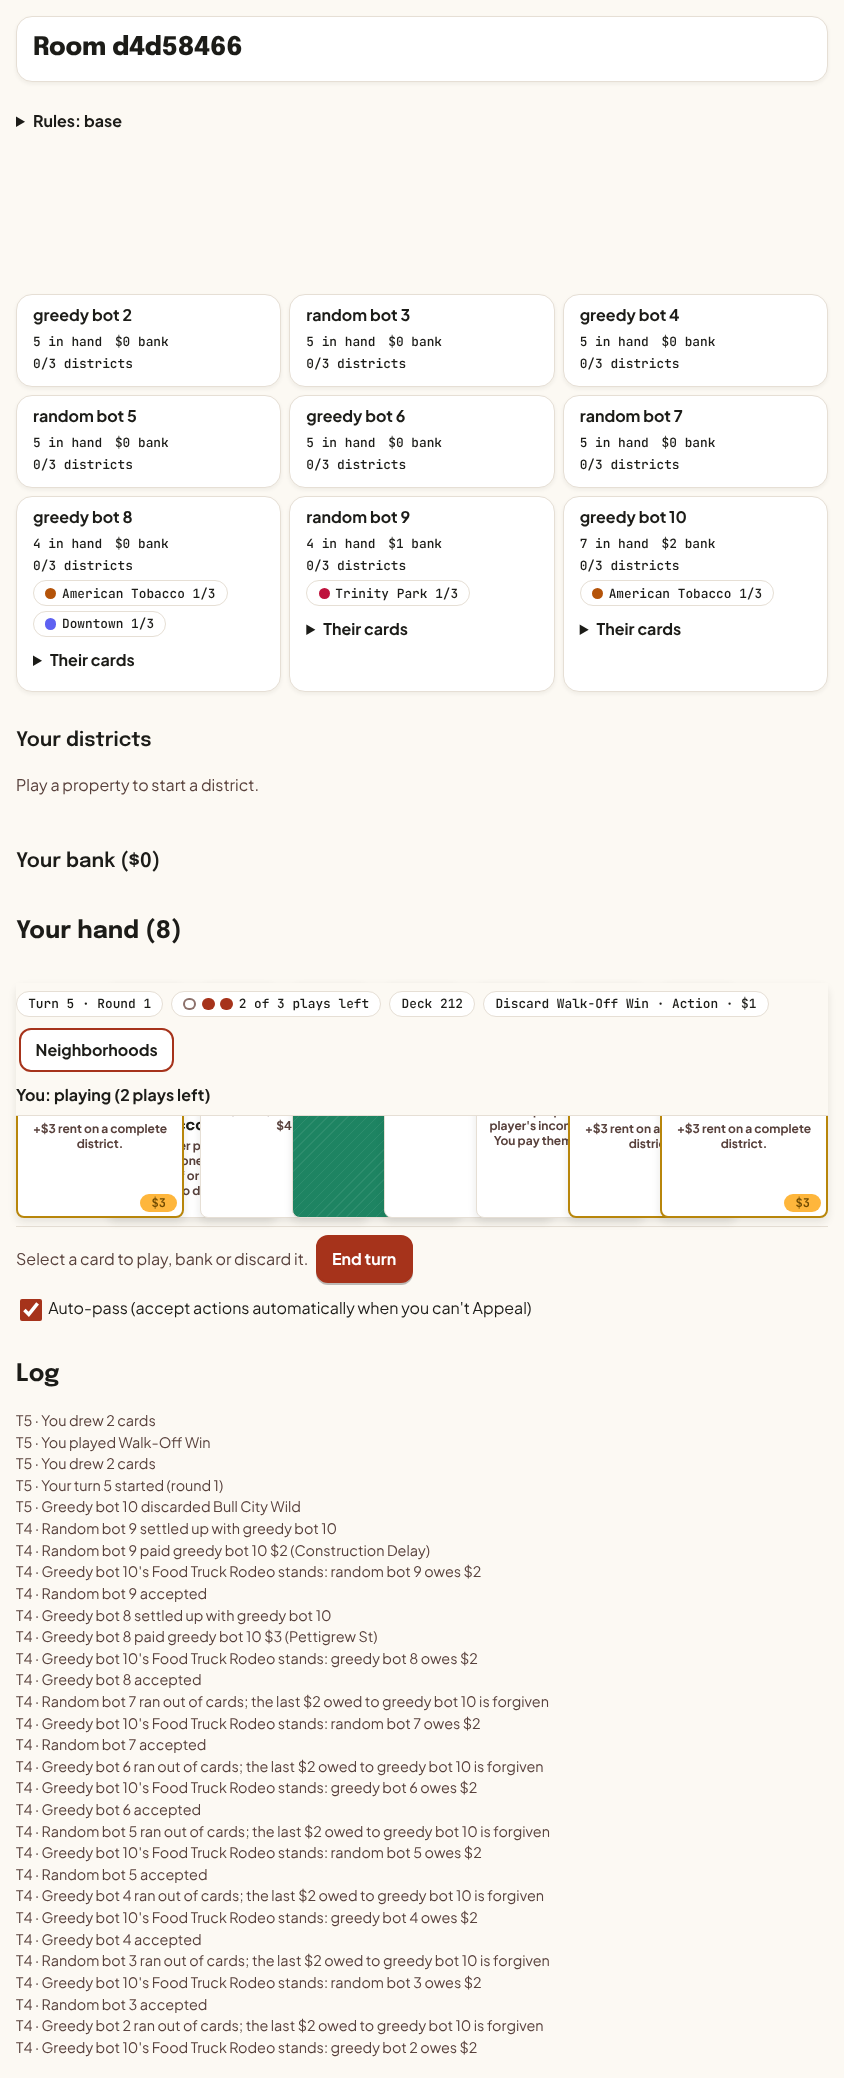 Room d4d58466
Rules: base
greedy bot 2
5 in hand $0 bank
0/3 districts
random bot 3
5 in hand $0 bank
0/3 districts
greedy bot 4
5 in hand $0 bank
0/3 districts
random bot 5
5 in hand $0 bank
0/3 districts
greedy bot 6
5 in hand $0 bank
0/3 districts
random bot 7
5 in hand $0 bank
0/3 districts
greedy bot 8
4 in hand $0 bank
0/3 districts
American Tobacco 1/3
Downtown 1/3
Their cards
random bot 9
4 in hand $1 bank
0/3 districts
Trinity Park 1/3
Their cards
greedy bot 10
7 in hand $2 bank
0/3 districts
American Tobacco 1/3
Their cards
Your districts
Play a property to start a district.
Your bank ($0)
Your hand (8)
Turn 5 · Round 1
2 of 3 plays left
Deck 212
Discard Walk-Off Win · Action · $1
Neighborhoods
You: playing (2 plays left)
+$3 rent on a complete
district.
$3
$4
You pay them
+$3 rent on a
+$3 rent on a complete
district.
$3
Select a card to play, bank or discard it.
End turn
Auto-pass (accept actions automatically when you can't Appeal)
Log
T5 · You drew 2 cards
T5 · You played Walk-Off Win
T5 · You drew 2 cards
T5 · Your turn 5 started (round 1)
T5 · Greedy bot 10 discarded Bull City Wild
T4 · Random bot 9 settled up with greedy bot 10
T4 · Random bot 9 paid greedy bot 10 $2 (Construction Delay)
T4 · Greedy bot 10's Food Truck Rodeo stands: random bot 9 owes $2
T4 · Random bot 9 accepted
T4 · Greedy bot 8 settled up with greedy bot 10
T4 · Greedy bot 8 paid greedy bot 10 $3 (Pettigrew St)
T4 · Greedy bot 10's Food Truck Rodeo stands: greedy bot 8 owes $2
T4 · Greedy bot 8 accepted
T4 · Random bot 7 ran out of cards; the last $2 owed to greedy bot 10 is forgiven
T4 · Greedy bot 10's Food Truck Rodeo stands: random bot 7 owes $2
T4 · Random bot 7 accepted
T4 · Greedy bot 6 ran out of cards; the last $2 owed to greedy bot 10 is forgiven
T4 · Greedy bot 10's Food Truck Rodeo stands: greedy bot 6 owes $2
T4 · Greedy bot 6 accepted
T4 · Random bot 5 ran out of cards; the last $2 owed to greedy bot 10 is forgiven
T4 · Greedy bot 10's Food Truck Rodeo stands: random bot 5 owes $2
T4 · Random bot 5 accepted
T4 · Greedy bot 4 ran out of cards; the last $2 owed to greedy bot 10 is forgiven
T4 · Greedy bot 10's Food Truck Rodeo stands: greedy bot 4 owes $2
T4 · Greedy bot 4 accepted
T4 · Random bot 3 ran out of cards; the last $2 owed to greedy bot 10 is forgiven
T4 · Greedy bot 10's Food Truck Rodeo stands: random bot 3 owes $2
T4 · Random bot 3 accepted
T4 · Greedy bot 2 ran out of cards; the last $2 owed to greedy bot 10 is forgiven
T4 · Greedy bot 10's Food Truck Rodeo stands: greedy bot 2 owes $2